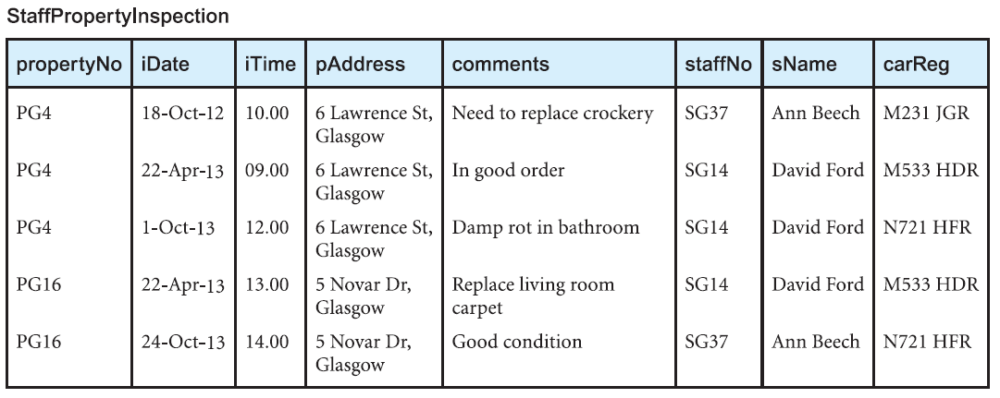 StaffPropertyInspection
propertyNo iDate iTime pAddress comments staffNo sName carReg
PG4 18-Oct-12 10.00 6 Lawrence St, Need to replace crockery SG37 Ann Beech M231 JGR
Glasgow
PG4 22-Apr-13 09.00 6 Lawrence St, In good order SG14 David Ford M533 HDR
Glasgow
PG4 1-Oct-13 12.00 6 Lawrence St, Damp rot in bathroom SG14 David Ford N721 HFR
Glasgow
PG16 22-Apr-13 13.00 5 Novar Dr, Replace living room SG14 David Ford M533 HDR
Glasgow carpet
PG16 24-Oct-13 14.00 5 Novar Dr, Good condition SG37 Ann Beech N721 HFR
Glasgow